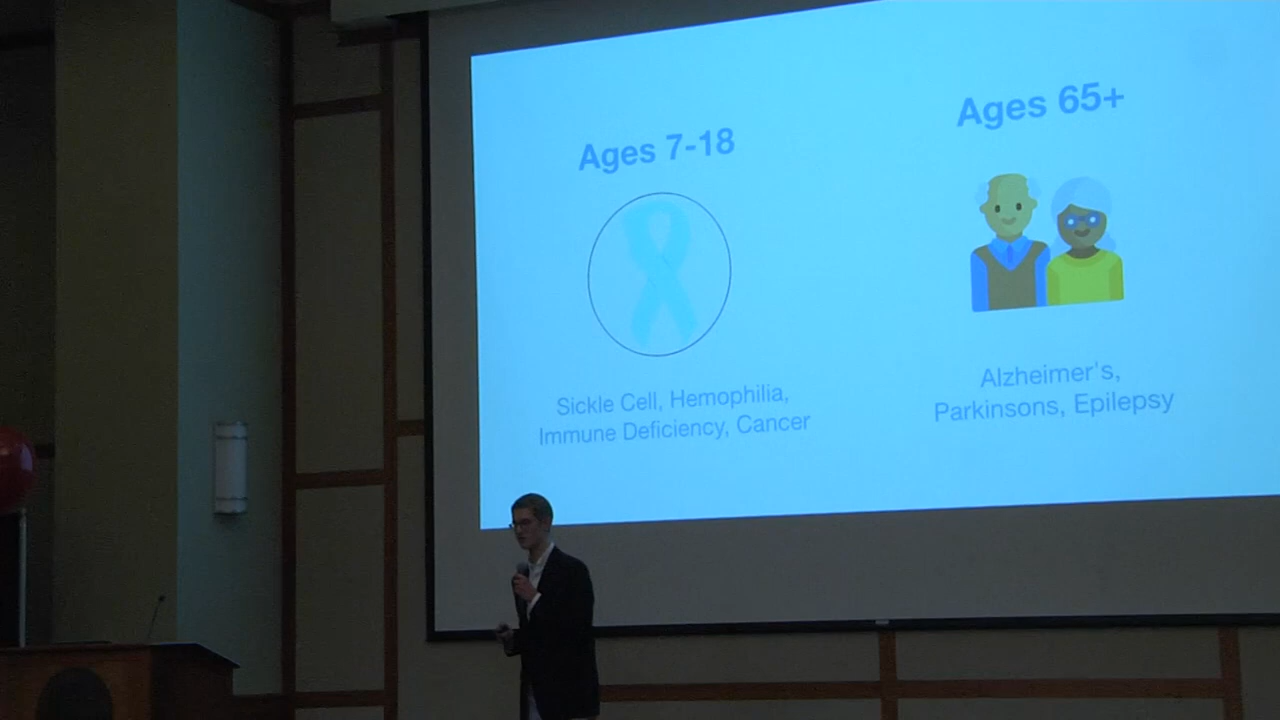 Ages 7-18
Sickle Cell, Hemophilia,
Immune Deficiency, Cancer
Ages 65+
Alzheimer's,
Parkinsons, Epilepsy